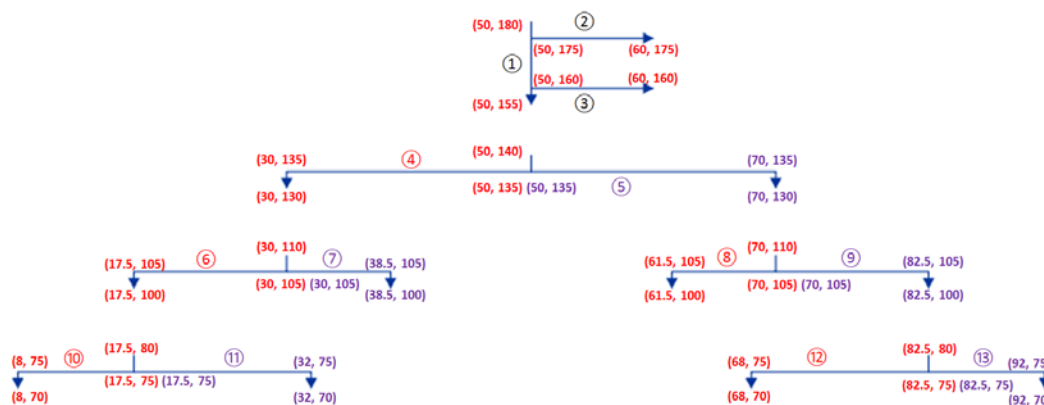 (50, 180) ②
(50, 175) (60, 175)
①
(50, 160) (60, 160)
(50, 155) ③
(30, 135) ④ (50, 140) (70, 135)
(30, 130) (50, 135) (50, 135) ⑤ (70, 130)
(17.5, 105) ⑥ (30, 110) ⑦ (38.5, 105) (61.5, 105) ⑧ (70, 110) ⑨ (82.5, 105)
(17.5, 100) (30, 105) (30, 105) (38.5, 100) (61.5, 100) (70, 105) (70, 105) (82.5, 100)
(8, 75) ⑩ (17.5, 80) ⑪ (32, 75) (68, 75) ⑫ (82.5, 80) ⑬ (92, 75
(8, 70) (17.5, 75) (17.5, 75) (32, 70) (68, 70) (82.5, 75) (82.5, 75) (92, 70